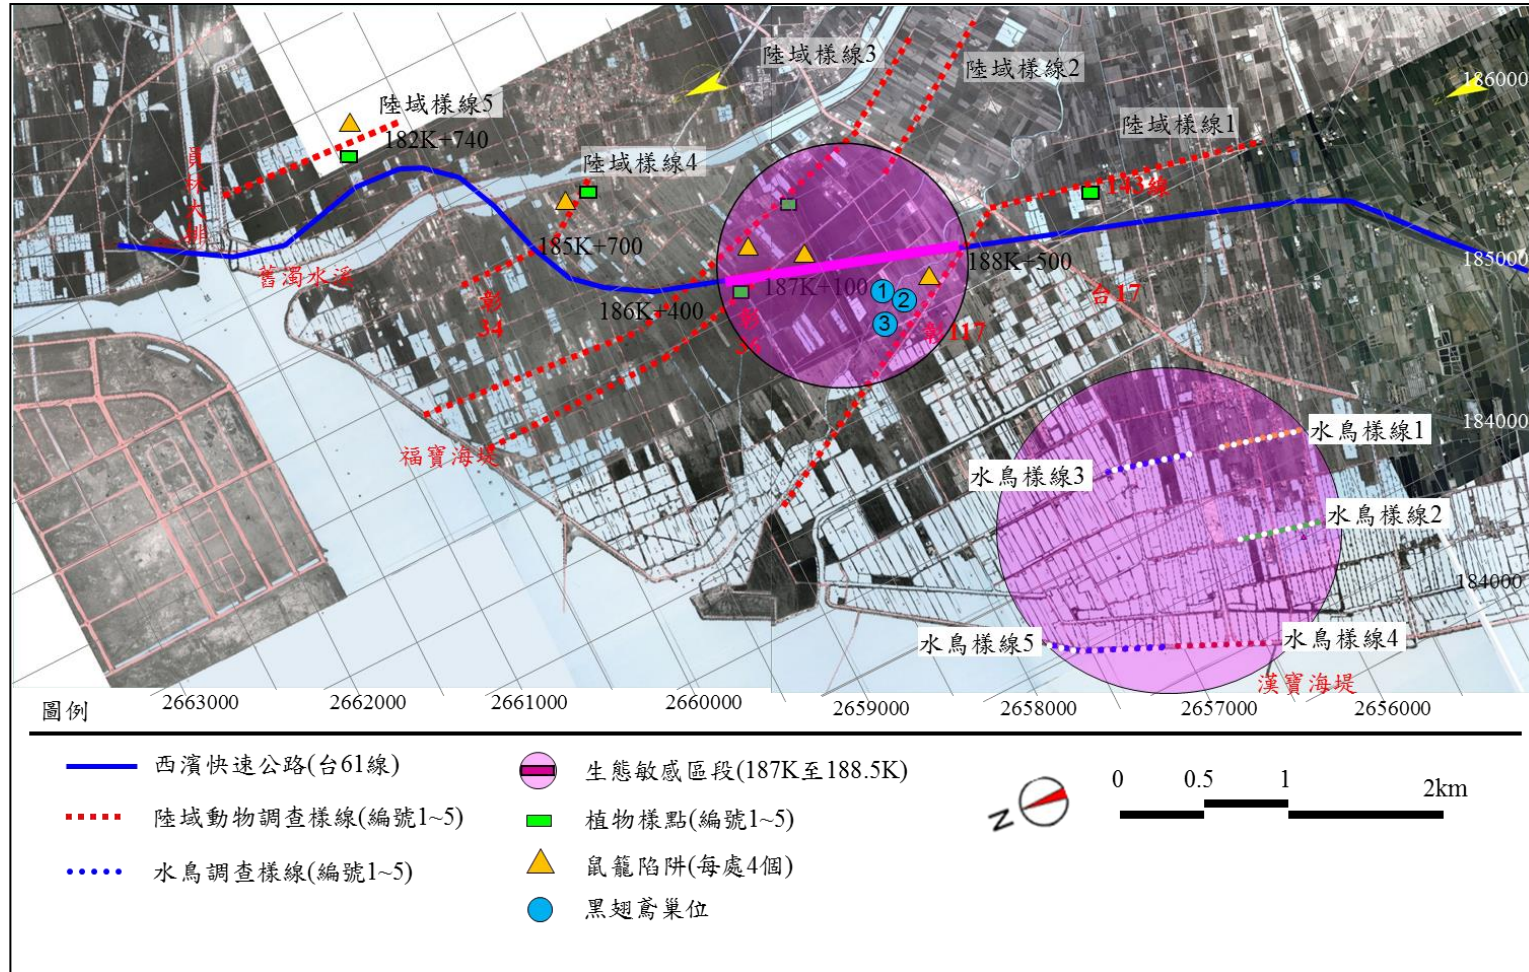 陸域樣線3
陸域樣線2
186000
陸域樣線5
182K+740
陸域樣線1
陸域樣線4
143線
185K+700
188K+500
185000
舊濁水溪
彰
34
187K+100
台17
186K+400
1
2
3
彰117
184000
水鳥樣線1
福寶海堤
水鳥樣線3
水鳥樣線2
184000
水鳥樣線5
水鳥樣線4
漢寶海堤
2663000
2662000
2661000
2660000
2659000
2658000
2657000
2656000
圖例
西濱快速公路(台61線)
陸域動物調查樣線(編號1~5)
水鳥調查樣線(編號1~5)
生態敏感區段(187K至188.5K)
植物樣點(編號1~5)
鼠籠陷阱(每處4個)
黑翅鳶巢位
N
0 0.5 1 2km